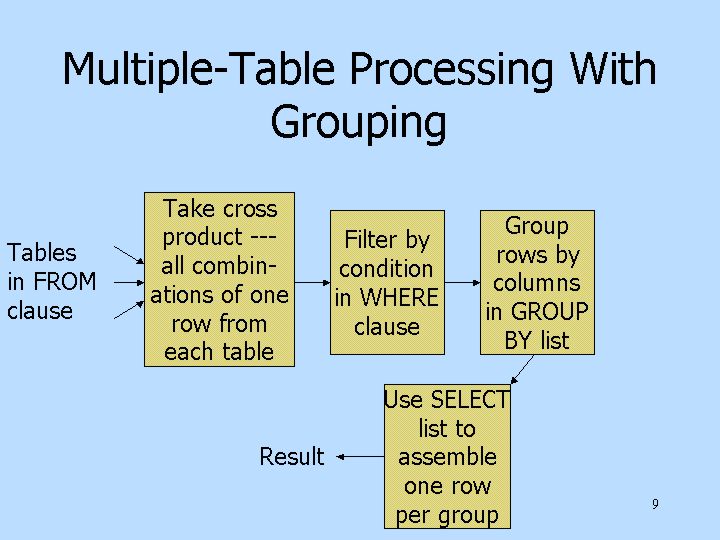 Multiple-Table Processing With
Grouping
Tables
in FROM
clause
Take cross
product ---
all combin-
ations of one
row from
each table
Filter by
condition
in WHERE
clause
Group
rows by
columns
in GROUP
BY list
Use SELECT
list to
assemble
one row
per group
Result
9